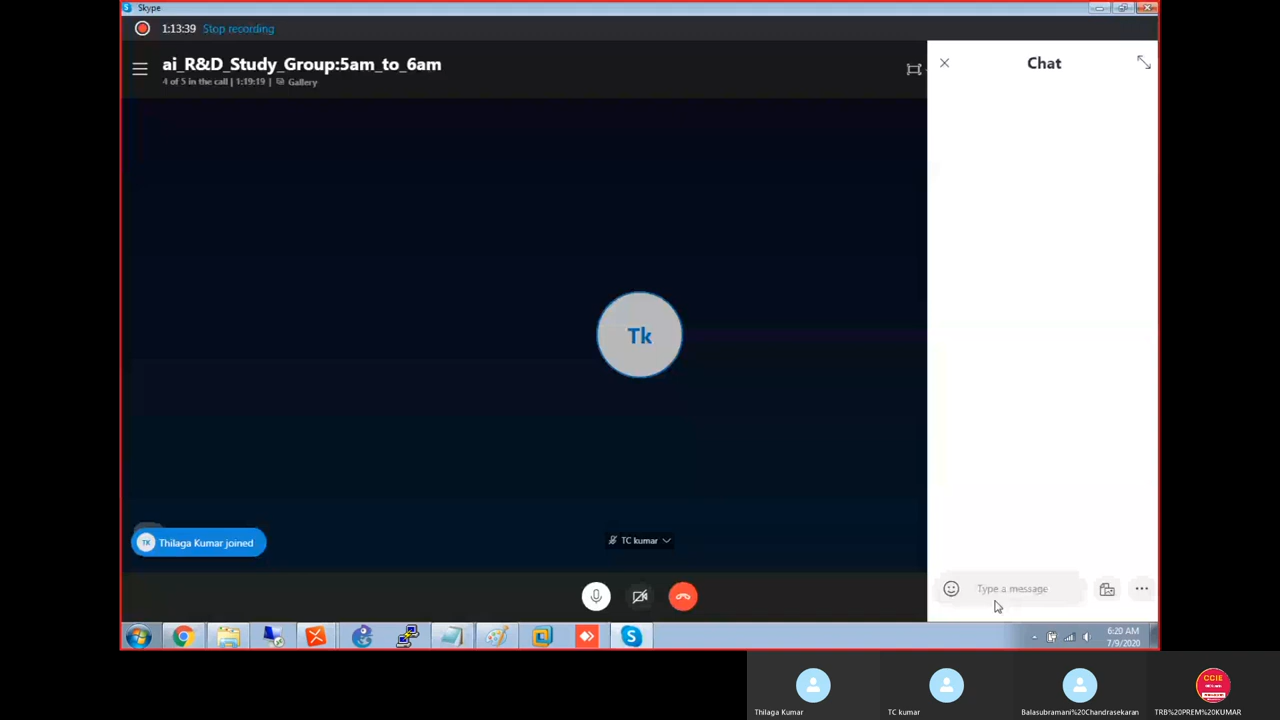 Skype
1:13:39 Stop recording
ai_R&D_Study_Group:5am_to_6am
4 of 5 in the call | 1:19:19 | Gallery
Chat
Tk
TK Thilaga Kumar joined
TC kumar
Type a message
6:20 AM
7/9/2020
CCIE
Thilaga Kumar
TC kumar
Balasubramani%20Chandrasekaran
TRB%20PREM%20KUMAR